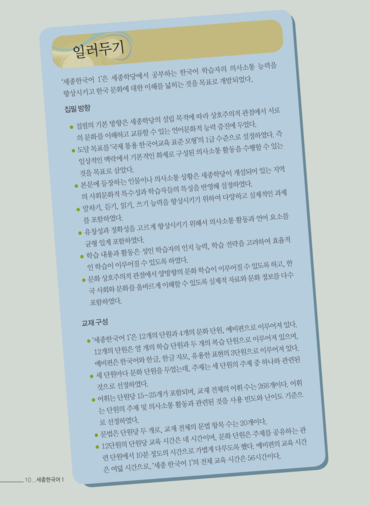 일러두기
'세종한국어 1'은 세종학당에서 공부하는 한국어 학습자의 의사소통 능력을
향상시키고 한국 문화에 대한 이해를 넓히는 것을 목표로 개발되었다.
집필 방향
● 집필의 기본 방향은 세종학당의 설립 목적에 따라 상호주의적 관점에서 서로
의 문화를 이해하고 교류할 수 있는 언어문화적 능력 증진에 두었다.
● 도달 목표를 '국제 통용 한국어교육 표준 모형'의 1급 수준으로 설정하였다. 즉
일상적인 맥락에서 기본적인 화제로 구성된 의사소통 활동을 수행할 수 있는
것을 목표로 삼았다.
● 본문에 등장하는 인물이나 의사소통 상황은 세종학당이 개설되어 있는 지역
의 사회문화적 특수성과 학습자들의 특성을 반영해 설정하였다.
● 말하기, 듣기, 읽기, 쓰기 능력을 향상시키기 위하여 다양하고 실제적인 과제
를 포함하였다.
● 유창성과 정확성을 고르게 향상시키기 위해서 의사소통 활동과 언어 요소를
균형 있게 포함하였다.
● 학습 내용과 활동은 성인 학습자의 인지 능력, 학습 전략을 고려하여 효율적
인 학습이 이루어질 수 있도록 하였다.
● 문화 상호주의적 관점에서 양방향의 문화 학습이 이루어질 수 있도록 하고, 한
국 사회와 문화를 올바르게 이해할 수 있도록 실제적 자료와 문화 정보를 다수
포함하였다.
교재 구성
● '세종한국어 1'은 12개의 단원과 4개의 문화 단원, 예비편으로 이루어져 있다.
12개의 단원은 열 개의 학습 단원과 두 개의 복습 단원으로 이루어져 있으며,
예비편은 한국어와 한글, 한글 자모, 유용한 표현의 3단원으로 이루어져 있다.
● 세 단원마다 문화 단원을 두었는데, 주제는 세 단원의 주제 중 하나와 관련된
것으로 선정하였다.
● 어휘는 단원당 15~35개가 포함되며, 교재 전체의 어휘 수는 268개이다. 어휘
는 단원의 주제 및 의사소통 활동과 관련된 것을 사용 빈도와 난이도 기준으
로 선정하였다.
● 문법은 단원당 두 개로, 교재 전체의 문법 항목 수는 20개이다.
● 12단원의 단원당 교육 시간은 네 시간이며, 문화 단원은 주제를 공유하는 관
련 단원에서 10분 정도의 시간으로 가볍게 다루도록 했다. 예비편의 교육 시간
은 여덟 시간으로, '세종 한국어 1'의 전체 교육 시간은 56시간이다.
10 _ 세종한국어 1